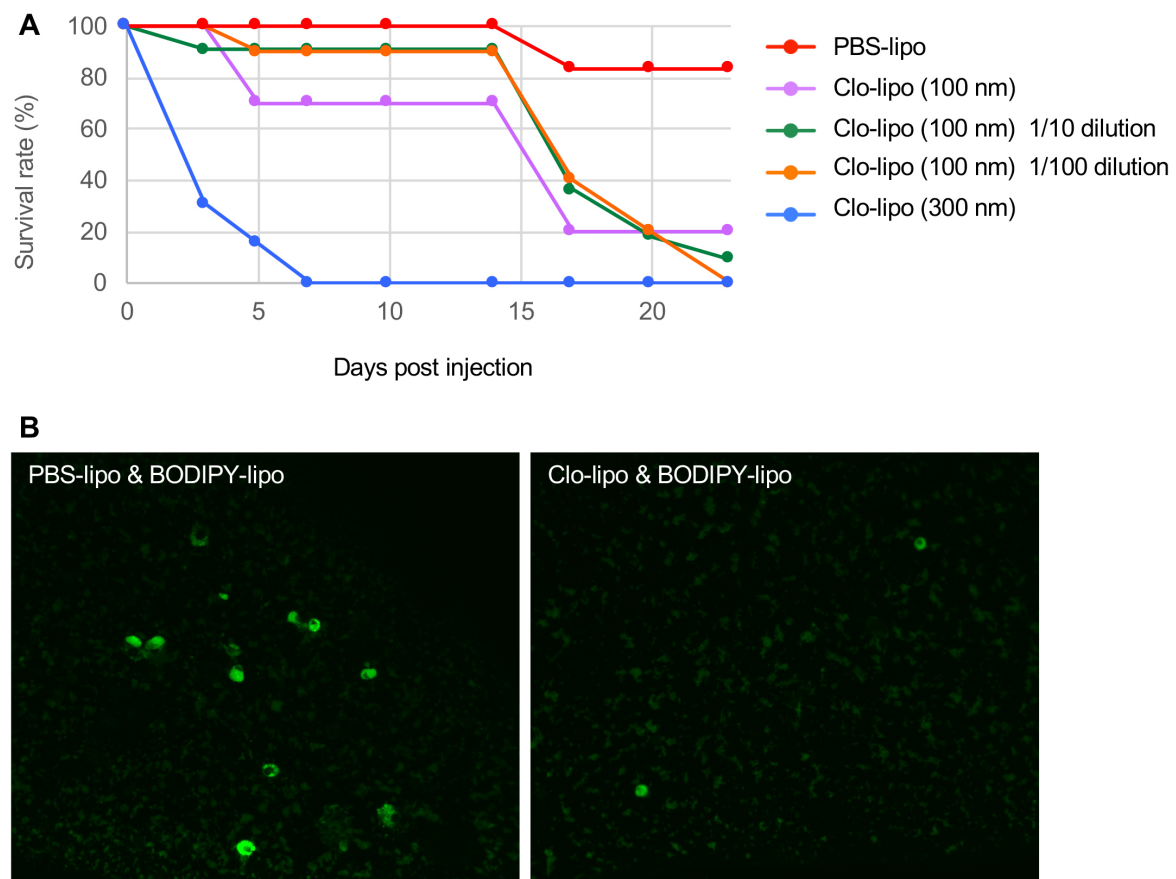 A
Survival rate (%)
100
80
60
40
20
0
0 5 10 15 20
Days post injection
PBS-lipo
Clo-lipo (100 nm)
Clo-lipo (100 nm) 1/10 dilution
Clo-lipo (100 nm) 1/100 dilution
Clo-lipo (300 nm)
B
PBS-lipo & BODIPY-lipo
Clo-lipo & BODIPY-lipo